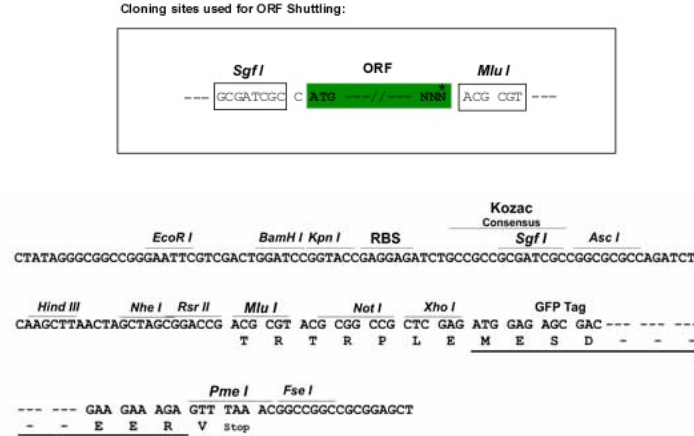 Cloning sites used for ORF Shuttling:
Sgf I ORF Mlu I
--- GCGATCGC C ATG ---//--- NNN* ACG CGT ---
Kozac
Consensus
EcoR I BamH I Kpn I RBS Sgf I Asc I
CTATAGGGCGGCCGGGAATTCGTCGACTGGATCCGGTACCGAGGAGATCTGCCGCCGCGATCGCCGGCGCGCCAGATCT
Hind III Nhe I Rsr II Mlu I Not I Xho I GFP Tag
CAAGCTTAACTAGCTAGCGGACCG ACG CGT ACG CGG CCG CTC GAG ATG GAG AGC GAC --- --- ---
T R T R P L E M E S D - - -
Pme I Fse I
--- --- GAA GAA AGA GTT TAA ACGGCCGGCCGCGGAGCT
- - E E R V Stop